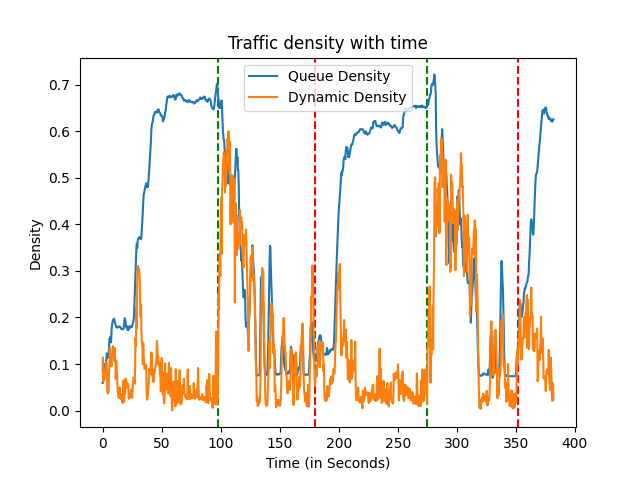 Traffic density with time
Queue Density
Dynamic Density
Density
0.7
0.6
0.5
0.4
0.3
0.2
0.1
0.0
0 50 100 150 200 250 300 350 400
Time (in Seconds)